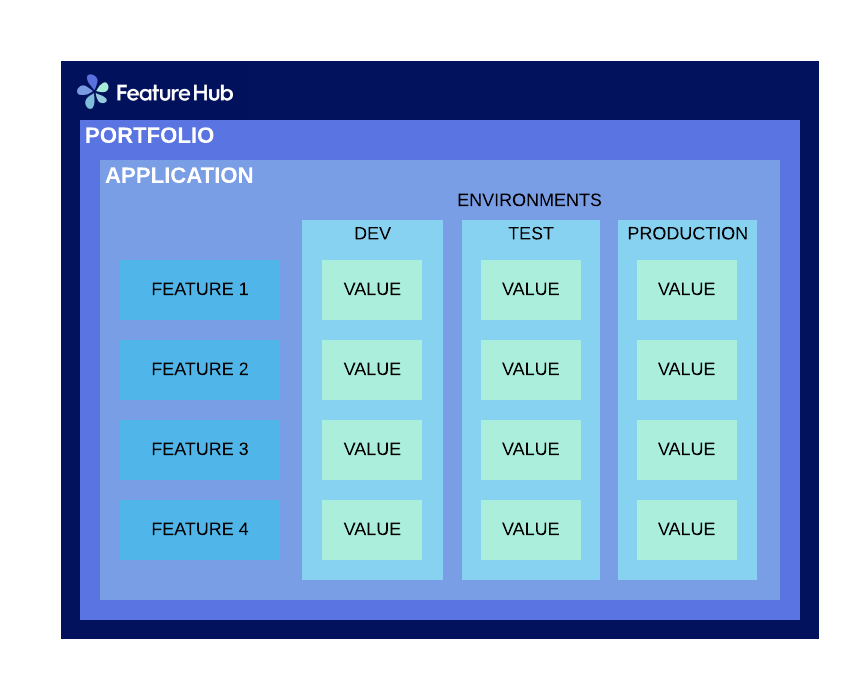 FeatureHub
PORTFOLIO
APPLICATION
ENVIRONMENTS
DEV TEST PRODUCTION
FEATURE 1 VALUE VALUE VALUE
FEATURE 2 VALUE VALUE VALUE
FEATURE 3 VALUE VALUE VALUE
FEATURE 4 VALUE VALUE VALUE